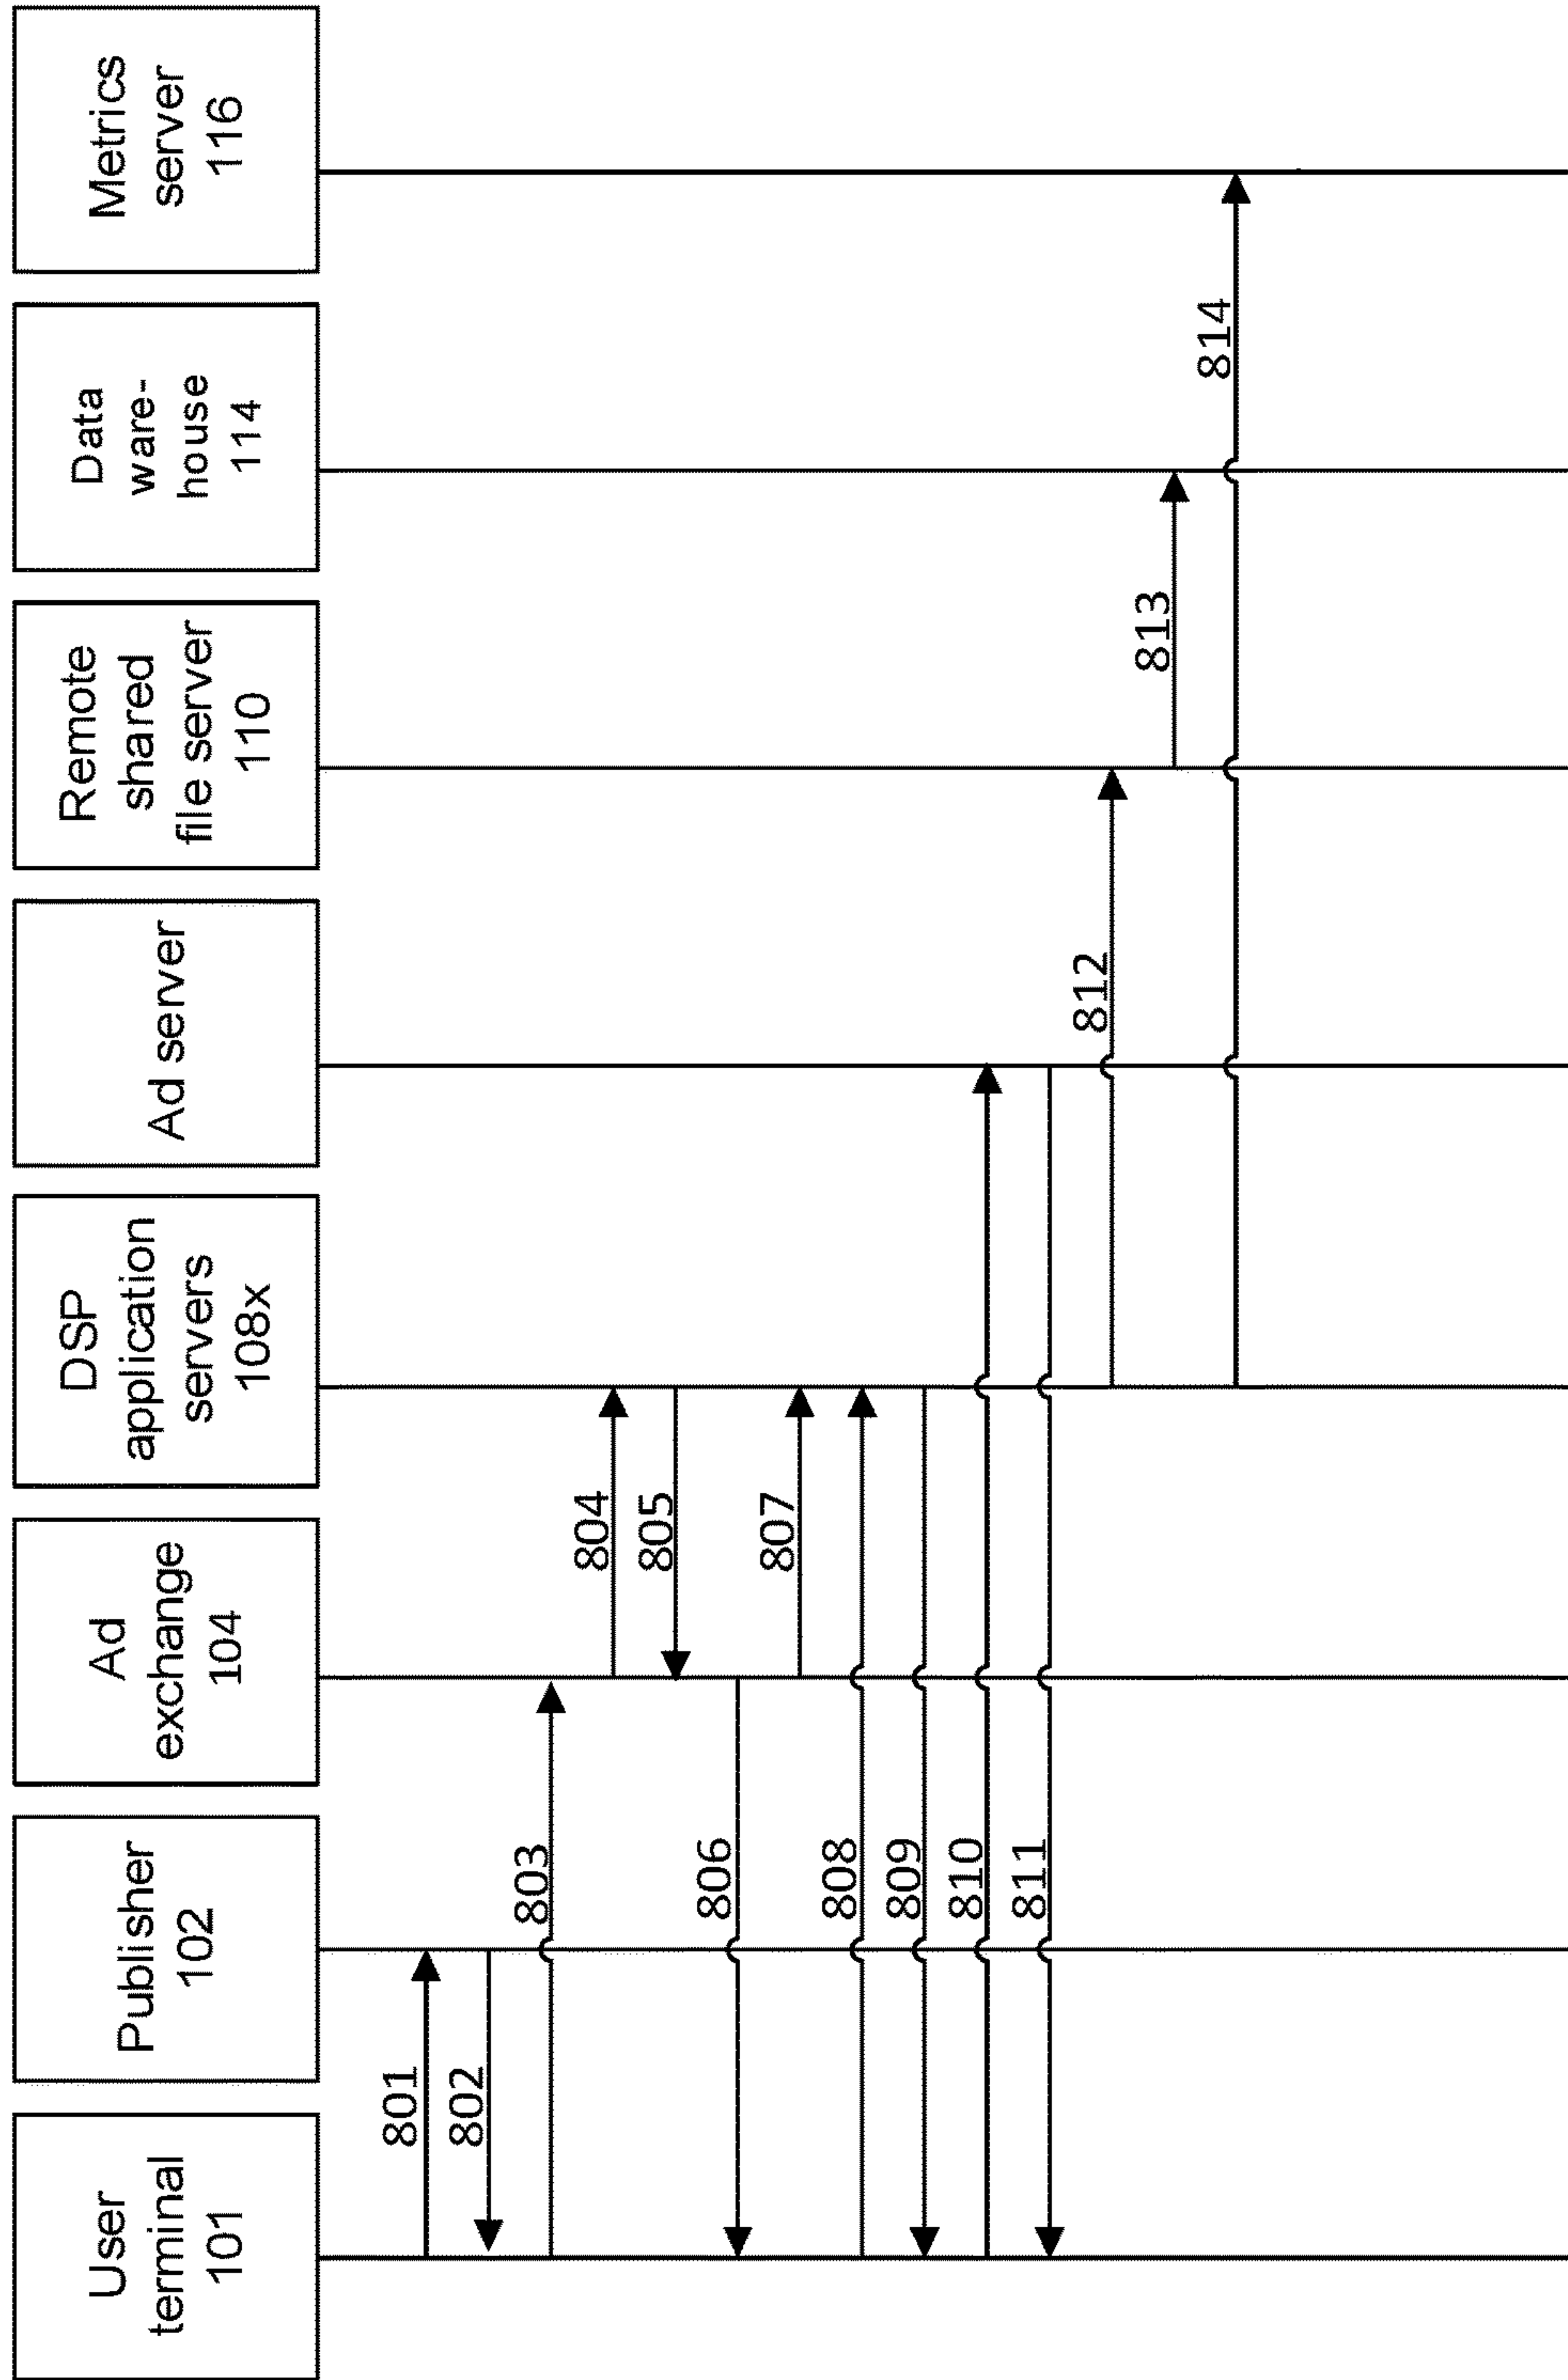 User
terminal
101
Publisher
102
Ad
exchange
104
DSP
application
servers
108x
Ad server
Remote
shared
file server
110
Data
ware-
house
114
Metrics
server
116
801
802
803
804
805
806
807
808
809
810
811
812
813
814